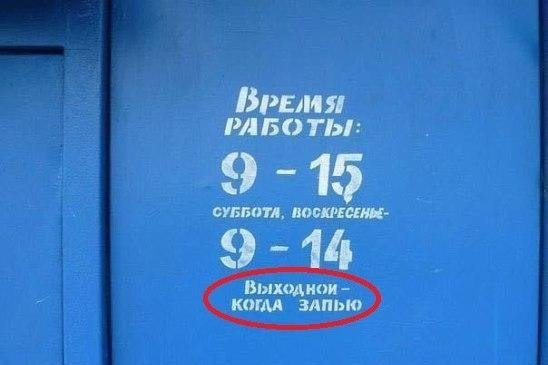 ВРЕМЯ
РАБОТЫ:
9 - 15
СУББОТА, ВОСКРЕСЕНЬЕ-
9 - 14
ВЫХОДНОЙ -
КОГДА ЗАПЬЮ